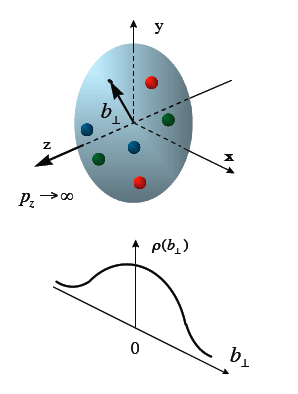 y
b⊥
z
x
p_z → ∞
ρ(b⊥)
0
b⊥